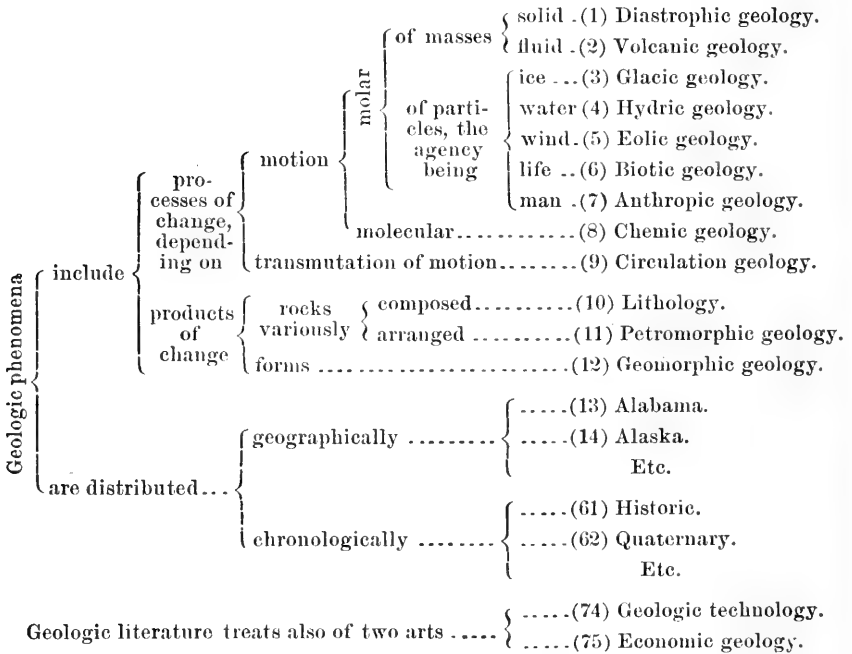 solid .(1) Diastrophic geology.
of masses
fluid .(2) Volcanic geology.
molar
ice ...(3) Glacic geology.
of parti-
cles, the
agency
being
water (4) Hydric geology.
wind.(5) Eolic geology.
life ..(6) Biotic geology.
man .(7) Anthropic geology.
motion
molecular............(8) Chemic geology.
pro-
cesses of
change,
depend-
ing on
transmutation of motion........(9) Circulation geology.
include
products
of
change
rocks
variously
composed..........(10) Lithology.
arranged ..........(11) Petromorphic geology.
forms .........................(12) Geomorphic geology.
Geologic phenomena
geographically .........
.....(13) Alabama.
.....(14) Alaska.
Etc.
are distributed...
chronologically ........
.....(61) Historic.
.....(62) Quaternary.
Etc.
Geologic literature treats also of two arts .....
.....(74) Geologic technology.
.....(75) Economic geology.